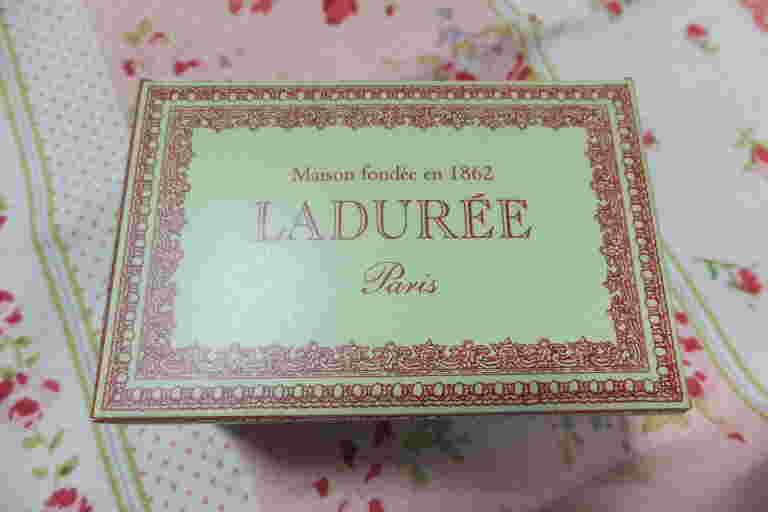 Maison fondée en 1862
LADURÉE
Paris